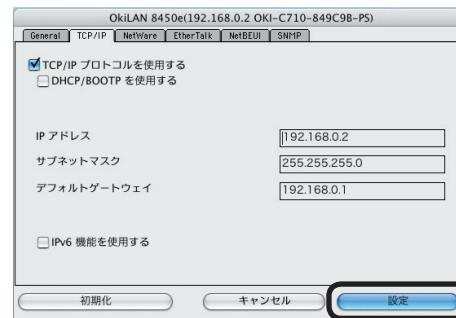 OkiLAN 8450e(192.168.0.2 OKI-C710-849C9B-PS)
General TCP/IP NetWare EtherTalk NetBEUI SNMP
TCP/IP プロトコルを使用する
DHCP/BOOTP を使用する
IP アドレス 192.168.0.2
サブネットマスク 255.255.255.0
デフォルトゲートウェイ 192.168.0.1
IPv6 機能を使用する
初期化 キャンセル 設定